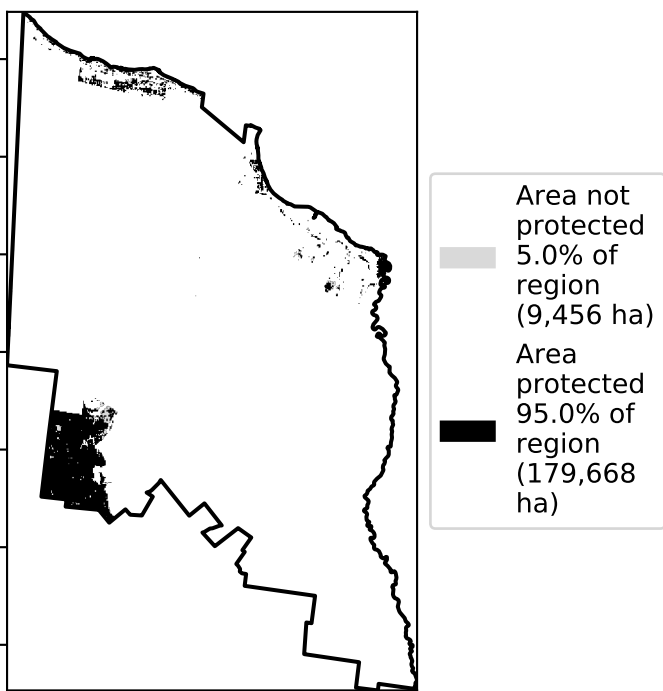 Area not
protected
5.0% of
region
(9,456 ha)
Area
protected
95.0% of
region
(179,668
ha)